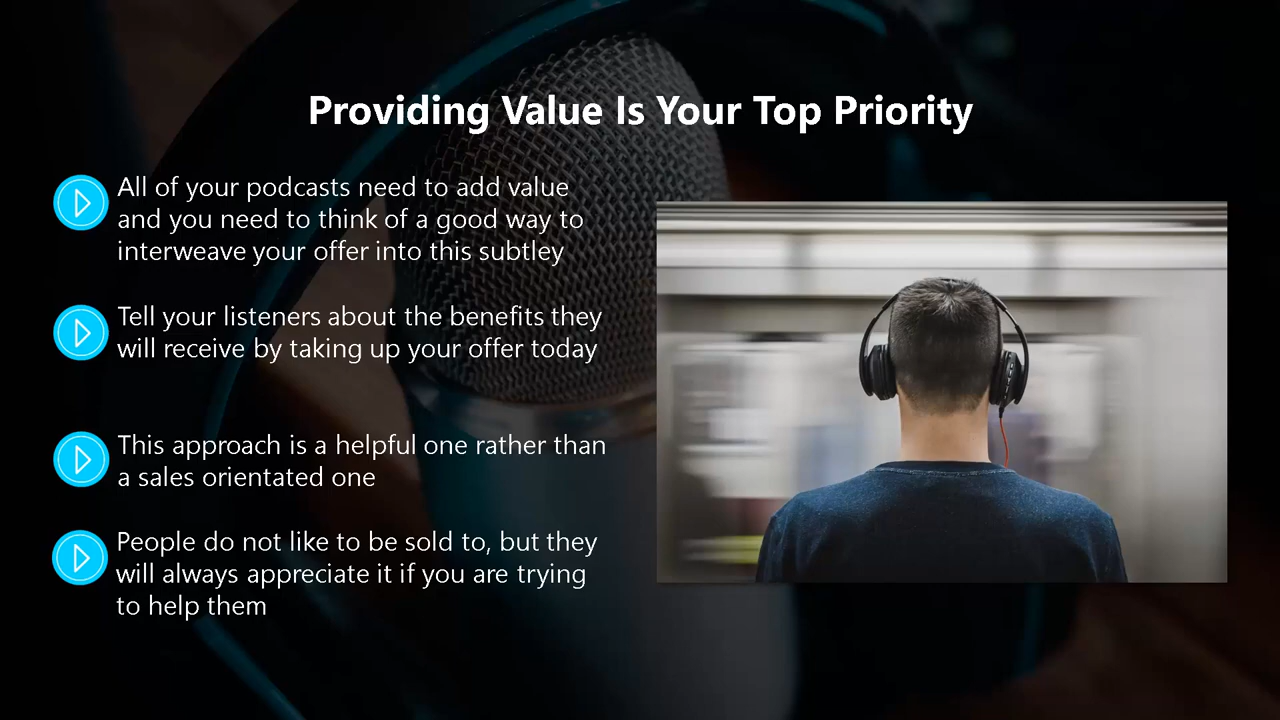 Providing Value Is Your Top Priority
All of your podcasts need to add value
and you need to think of a good way to
interweave your offer into this subtley
Tell your listeners about the benefits they
will receive by taking up your offer today
This approach is a helpful one rather than
a sales orientated one
People do not like to be sold to, but they
will always appreciate it if you are trying
to help them